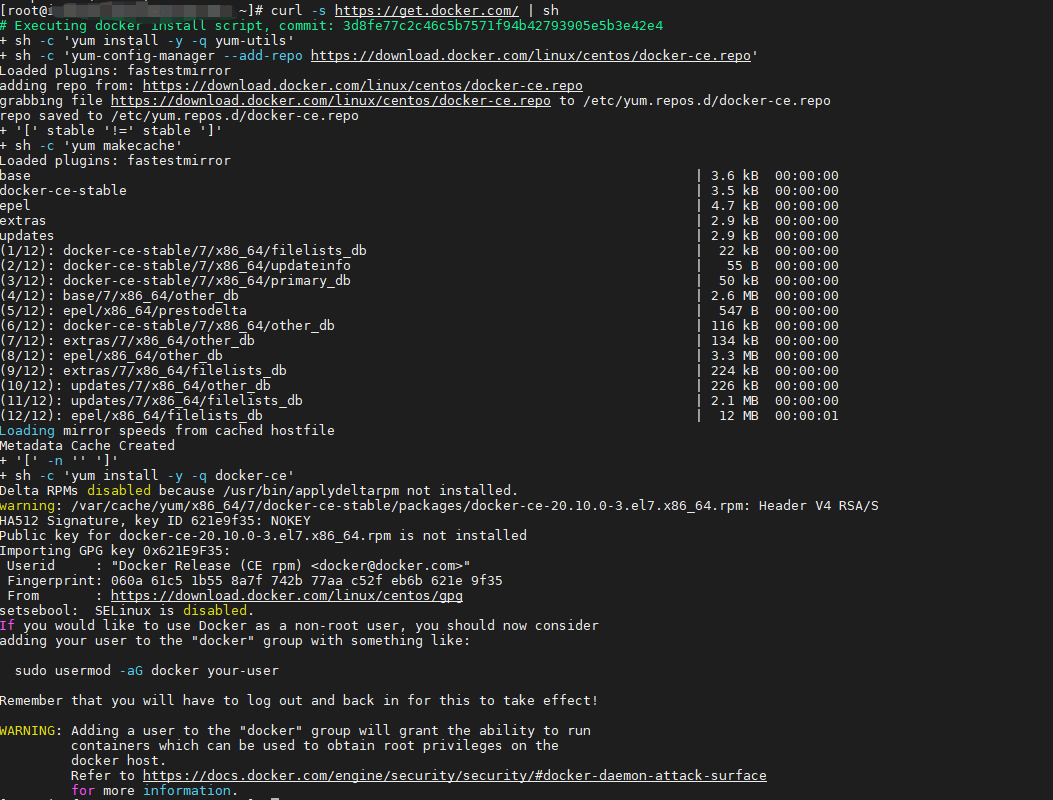 [root@i ~]# curl -s https://get.docker.com/ | sh
# Executing docker install script, commit: 3d8fe77c2c46c5b7571f94b42793905e5b3e42e4
+ sh -c 'yum install -y -q yum-utils'
+ sh -c 'yum-config-manager --add-repo https://download.docker.com/linux/centos/docker-ce.repo'
Loaded plugins: fastestmirror
adding repo from: https://download.docker.com/linux/centos/docker-ce.repo
grabbing file https://download.docker.com/linux/centos/docker-ce.repo to /etc/yum.repos.d/docker-ce.repo
repo saved to /etc/yum.repos.d/docker-ce.repo
+ '[' stable '!=' stable ']'
+ sh -c 'yum makecache'
Loaded plugins: fastestmirror
base | 3.6 kB 00:00:00
docker-ce-stable | 3.5 kB 00:00:00
epel | 4.7 kB 00:00:00
extras | 2.9 kB 00:00:00
updates | 2.9 kB 00:00:00
(1/12): docker-ce-stable/7/x86_64/filelists_db | 22 kB 00:00:00
(2/12): docker-ce-stable/7/x86_64/updateinfo | 55 B 00:00:00
(3/12): docker-ce-stable/7/x86_64/primary_db | 50 kB 00:00:00
(4/12): base/7/x86_64/other_db | 2.6 MB 00:00:00
(5/12): epel/x86_64/prestodelta | 547 B 00:00:00
(6/12): docker-ce-stable/7/x86_64/other_db | 116 kB 00:00:00
(7/12): extras/7/x86_64/other_db | 134 kB 00:00:00
(8/12): epel/x86_64/other_db | 3.3 MB 00:00:00
(9/12): extras/7/x86_64/filelists_db | 224 kB 00:00:00
(10/12): updates/7/x86_64/other_db | 226 kB 00:00:00
(11/12): updates/7/x86_64/filelists_db | 2.1 MB 00:00:00
(12/12): epel/x86_64/filelists_db | 12 MB 00:00:01
Loading mirror speeds from cached hostfile
Metadata Cache Created
+ '[' -n '' ']'
+ sh -c 'yum install -y -q docker-ce'
Delta RPMs disabled because /usr/bin/applydeltarpm not installed.
warning: /var/cache/yum/x86_64/7/docker-ce-stable/packages/docker-ce-20.10.0-3.el7.x86_64.rpm: Header V4 RSA/S
HA512 Signature, key ID 621e9f35: NOKEY
Public key for docker-ce-20.10.0-3.el7.x86_64.rpm is not installed
Importing GPG key 0x621E9F35:
Userid : "Docker Release (CE rpm) <docker@docker.com>"
Fingerprint: 060a 61c5 1b55 8a7f 742b 77aa c52f eb6b 621e 9f35
From : https://download.docker.com/linux/centos/gpg
setsebool: SELinux is disabled.
If you would like to use Docker as a non-root user, you should now consider
adding your user to the "docker" group with something like:
sudo usermod -aG docker your-user
Remember that you will have to log out and back in for this to take effect!
WARNING: Adding a user to the "docker" group will grant the ability to run
containers which can be used to obtain root privileges on the
docker host.
Refer to https://docs.docker.com/engine/security/security/#docker-daemon-attack-surface
for more information.